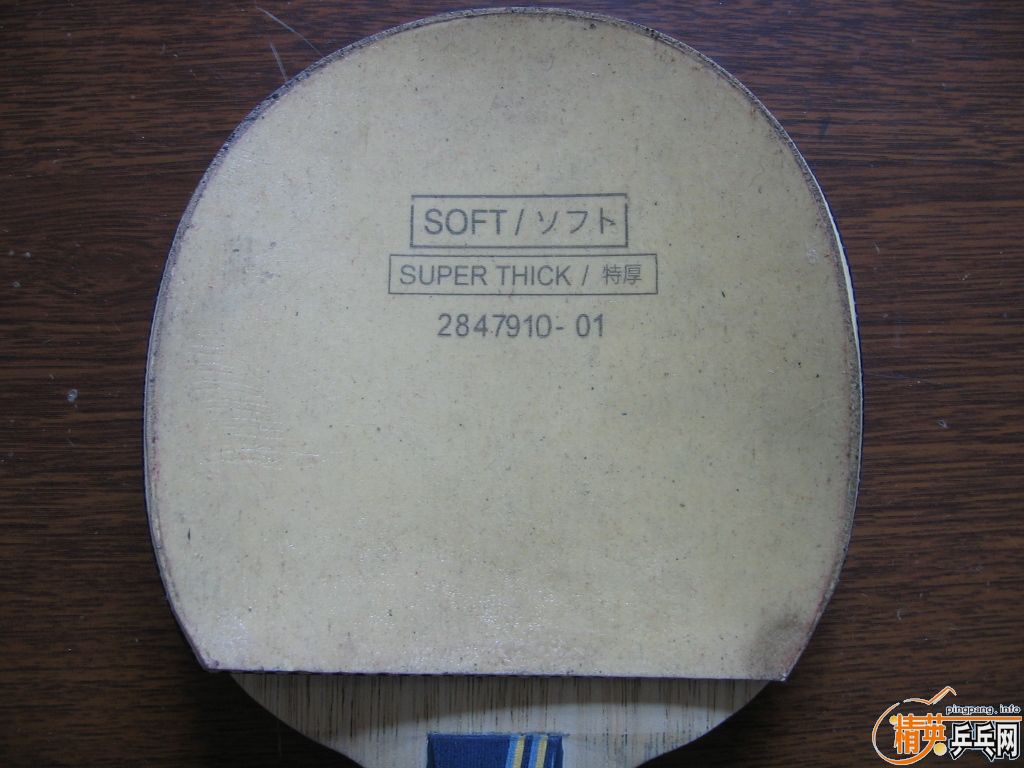 SOFT / ソフト
SUPER THICK / 特厚
2847910- 01
pingpang.info
精英乒乓网